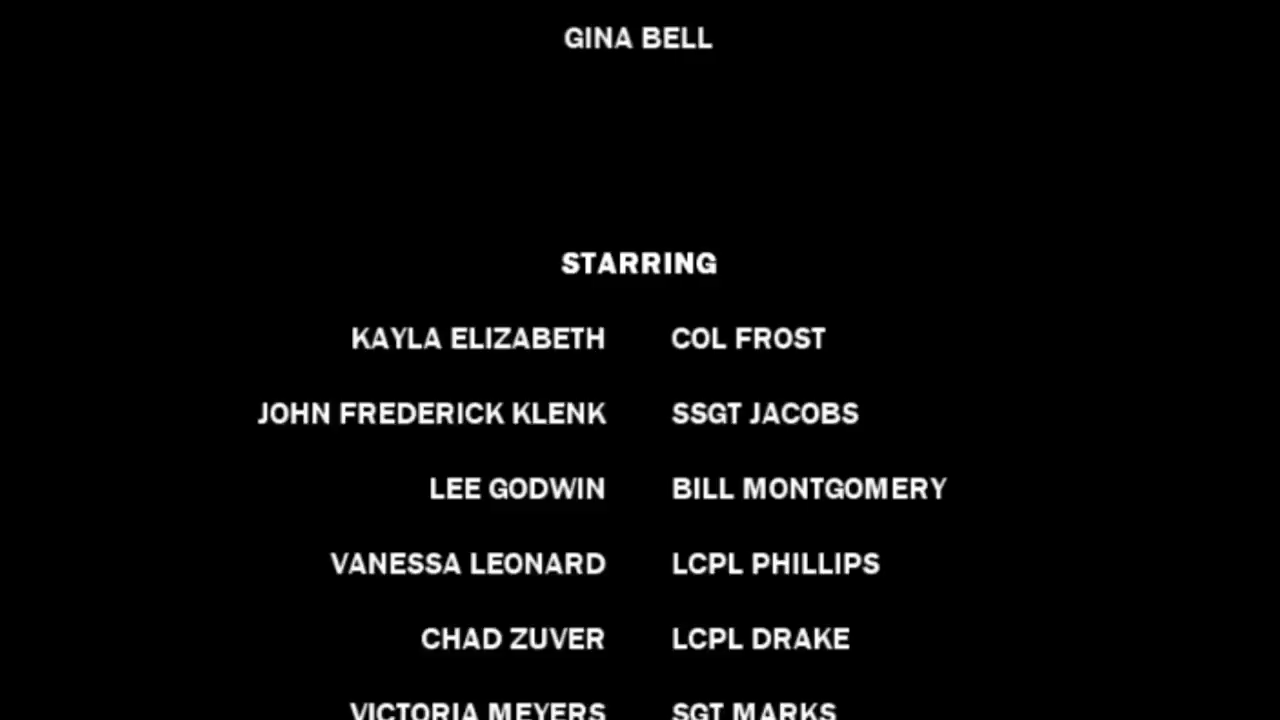 GINA BELL
STARRING
KAYLA ELIZABETH COL FROST
JOHN FREDERICK KLENK SSGT JACOBS
LEE GODWIN BILL MONTGOMERY
VANESSA LEONARD LCPL PHILLIPS
CHAD ZUVER LCPL DRAKE
VICTORIA MEYERS SGT MARKS